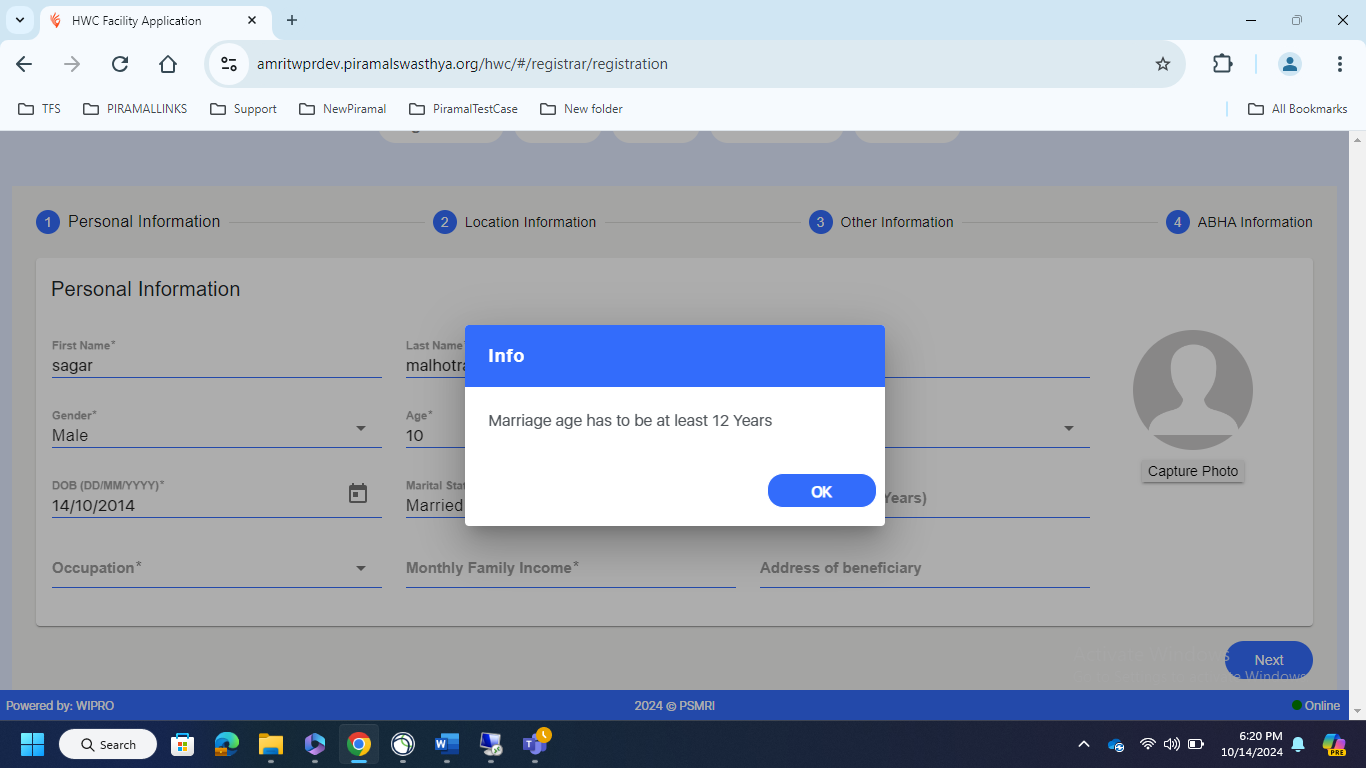 HWC Facility Application
amritwprdev.piramalswasthya.org/hwc/#/registrar/registration
TFS PIRAMALLINKS Support NewPiramal PiramalTestCase New folder All Bookmarks
1 Personal Information 2 Location Information 3 Other Information 4 ABHA Information
Personal Information
First Name* Last Name
sagar malhotra
Info
Marriage age has to be at least 12 Years
OK
Gender* Age*
Male 10
DOB (DD/MM/YYYY)* Marital Stat
14/10/2014 Married Years)
Capture Photo
Occupation* Monthly Family Income* Address of beneficiary
Next
Windows
Powered by: WIPRO 2024 © PSMRI Online
Search
6:20 PM
10/14/2024
PRE